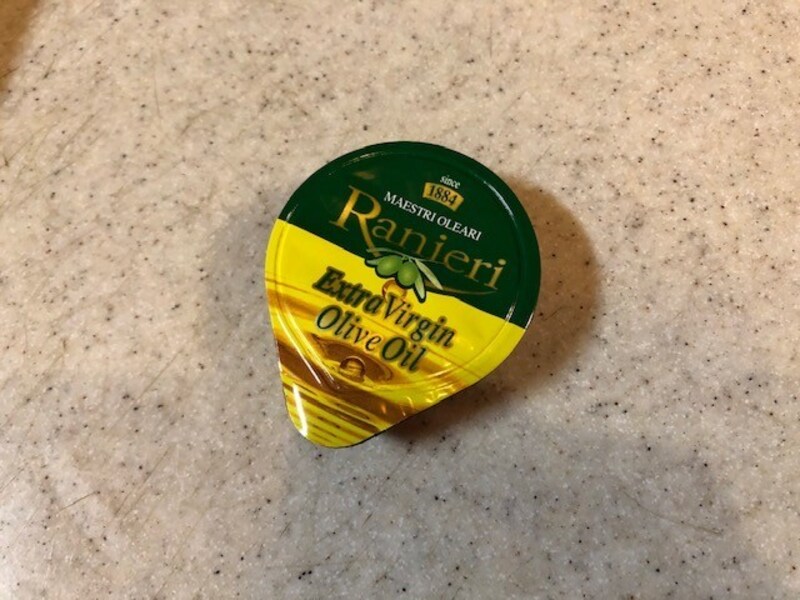 since
1884
MAESTRI OLEARI
Ranieri
Extra Virgin
Olive Oil